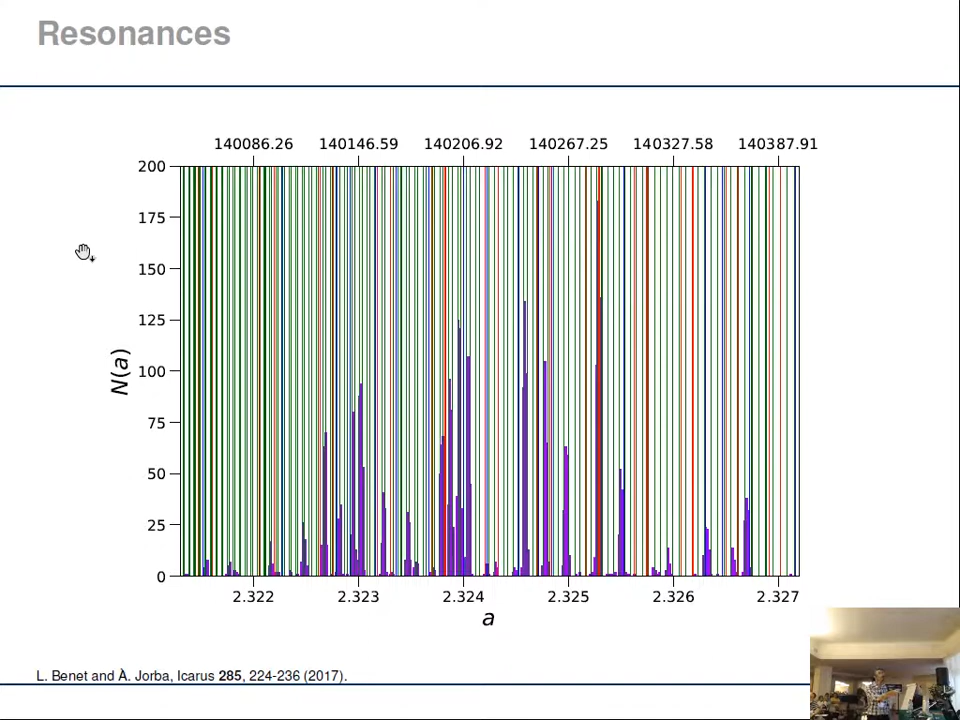 Resonances
140086.26 140146.59 140206.92 140267.25 140327.58 140387.91
200
175
150
125
100
75
50
25
0
N(a)
2.322 2.323 2.324 2.325 2.326 2.327
a
L. Benet and À. Jorba, Icarus 285, 224-236 (2017).